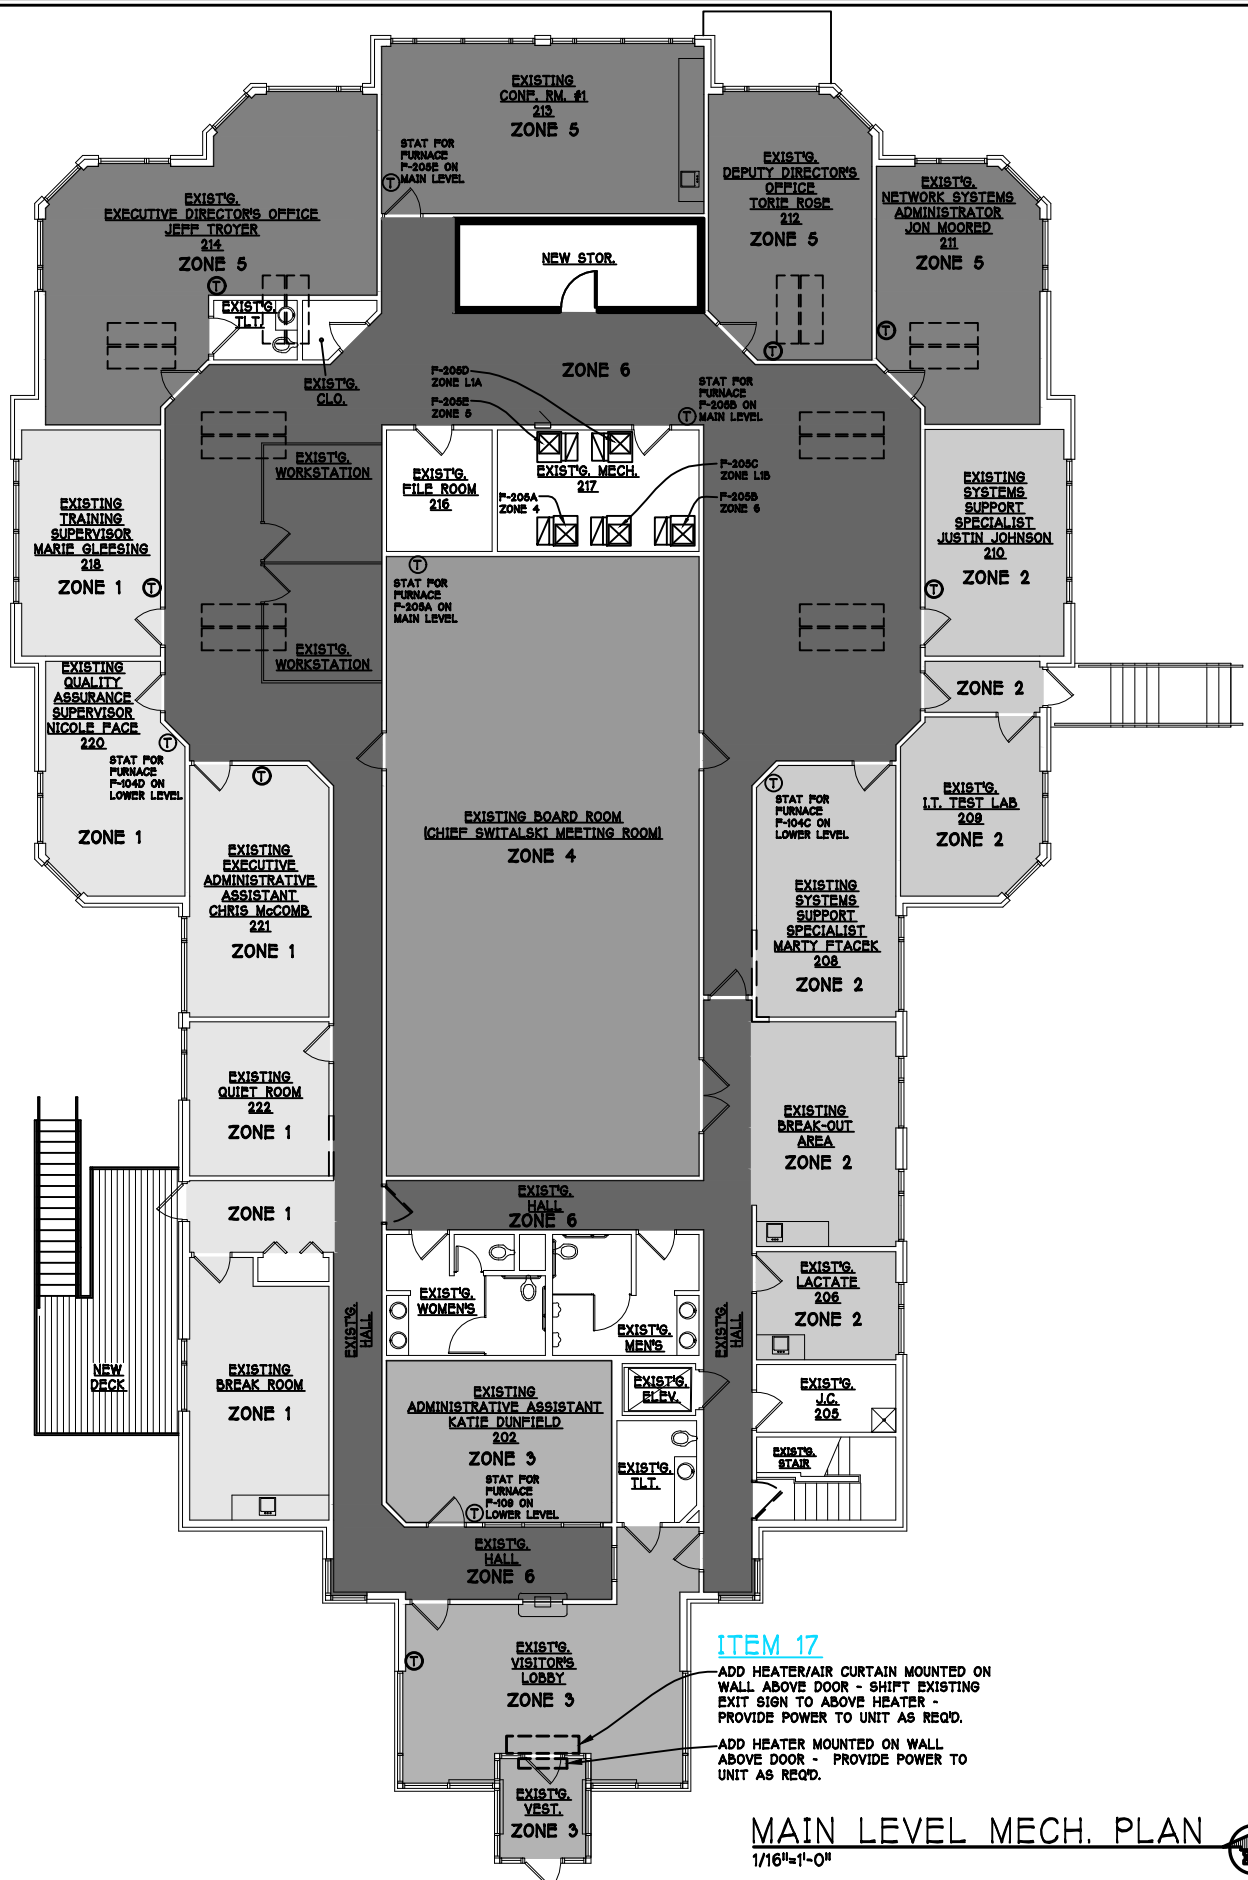 EXISTING
CONF. RM. #1
213
ZONE 5
STAT FOR
FURNACE
F-205E ON
MAIN LEVEL
T
EXIST'G.
DEPUTY DIRECTOR'S
OFFICE
TORIE ROSE
212
ZONE 5
T
EXIST'G.
NETWORK SYSTEMS
ADMINISTRATOR
JON MOORED
211
ZONE 5
T
EXIST'G.
EXECUTIVE DIRECTOR'S OFFICE
JEFF TROYER
214
ZONE 5
T
NEW STOR.
EXIST'G.
TLT.
EXIST'G.
CLO.
ZONE 6
F-205D
ZONE L1A
F-205E
ZONE 5
STAT FOR
FURNACE
F-205B ON
MAIN LEVEL
T
EXIST'G.
WORKSTATION
EXIST'G.
FILE ROOM
216
EXIST'G. MECH.
217
F-205A
ZONE 4
F-205C
ZONE L1B
F-205B
ZONE 6
EXISTING
TRAINING
SUPERVISOR
MARIE GLEESING
218
ZONE 1
T
EXISTING
SYSTEMS
SUPPORT
SPECIALIST
JUSTIN JOHNSON
210
ZONE 2
T
T
STAT FOR
FURNACE
F-205A ON
MAIN LEVEL
EXIST'G.
WORKSTATION
EXISTING
QUALITY
ASSURANCE
SUPERVISOR
NICOLE FACE
220
T
STAT FOR
FURNACE
F-104D ON
LOWER LEVEL
ZONE 1
ZONE 2
EXIST'G.
I.T. TEST LAB
209
ZONE 2
T
STAT FOR
FURNACE
F-104C ON
LOWER LEVEL
T
EXISTING BOARD ROOM
(CHIEF SWITALSKI MEETING ROOM)
ZONE 4
EXISTING
EXECUTIVE
ADMINISTRATIVE
ASSISTANT
CHRIS McCOMB
221
ZONE 1
EXISTING
SYSTEMS
SUPPORT
SPECIALIST
MARTY FTACEK
208
ZONE 2
EXISTING
QUIET ROOM
222
ZONE 1
EXISTING
BREAK-OUT
AREA
ZONE 2
ZONE 1
EXIST'G.
HALL
ZONE 6
EXIST'G.
WOMEN'S
EXIST'G.
MEN'S
EXIST'G.
HALL
EXIST'G.
HALL
EXIST'G.
LACTATE
206
ZONE 2
NEW
DECK
EXISTING
BREAK ROOM
ZONE 1
EXISTING
ADMINISTRATIVE ASSISTANT
KATIE DUNFIELD
202
ZONE 3
STAT FOR
FURNACE
F-109 ON
LOWER LEVEL
T
EXIST'G.
ELEV.
EXIST'G.
J.C.
205
EXIST'G.
STAIR
EXIST'G.
TLT.
EXIST'G.
HALL
ZONE 6
T
EXIST'G.
VISITOR'S
LOBBY
ZONE 3
ITEM 17
ADD HEATER/AIR CURTAIN MOUNTED ON
WALL ABOVE DOOR - SHIFT EXISTING
EXIT SIGN TO ABOVE HEATER -
PROVIDE POWER TO UNIT AS REQ'D.
ADD HEATER MOUNTED ON WALL
ABOVE DOOR - PROVIDE POWER TO
UNIT AS REQ'D.
EXIST'G.
VEST.
ZONE 3
MAIN LEVEL MECH. PLAN
1/16"=1'-0"